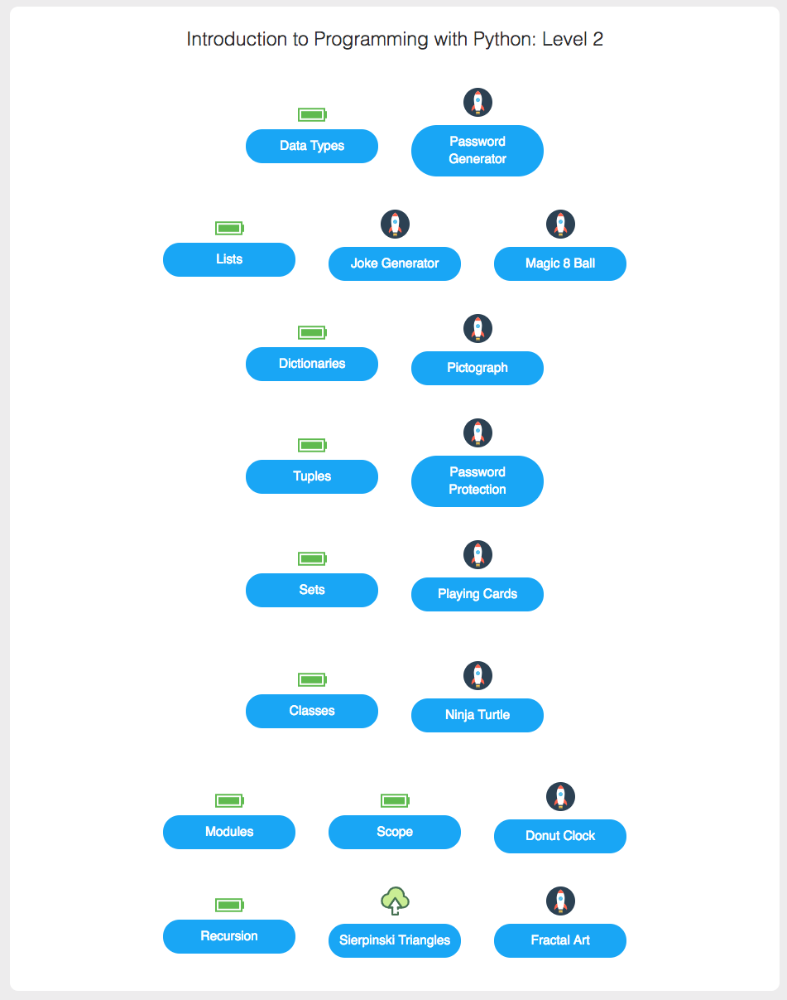 Introduction to Programming with Python: Level 2
Data Types
Password
Generator
Lists
Joke Generator
Magic 8 Ball
Dictionaries
Pictograph
Tuples
Password
Protection
Sets
Playing Cards
Classes
Ninja Turtle
Modules
Scope
Donut Clock
Recursion
Sierpinski Triangles
Fractal Art